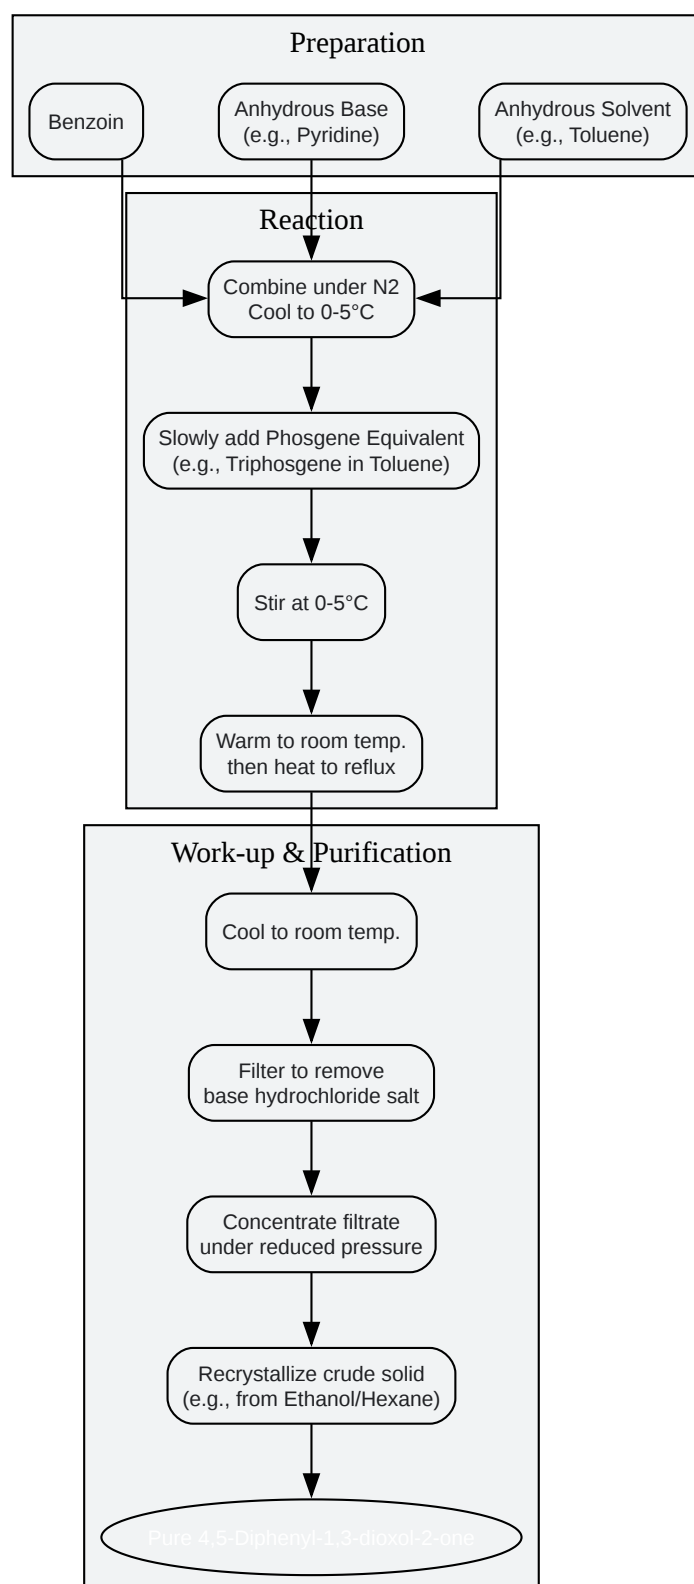 Preparation
Benzoin
Anhydrous Base
(e.g., Pyridine)
Anhydrous Solvent
(e.g., Toluene)
Reaction
Combine under N2
Cool to 0-5°C
Slowly add Phosgene Equivalent
(e.g., Triphosgene in Toluene)
Stir at 0-5°C
Warm to room temp.
then heat to reflux
Work-up & Purification
Cool to room temp.
Filter to remove
base hydrochloride salt
Concentrate filtrate
under reduced pressure
Recrystallize crude solid
(e.g., from Ethanol/Hexane)
Pure 4,5-Diphenyl-1,3-dioxol-2-one